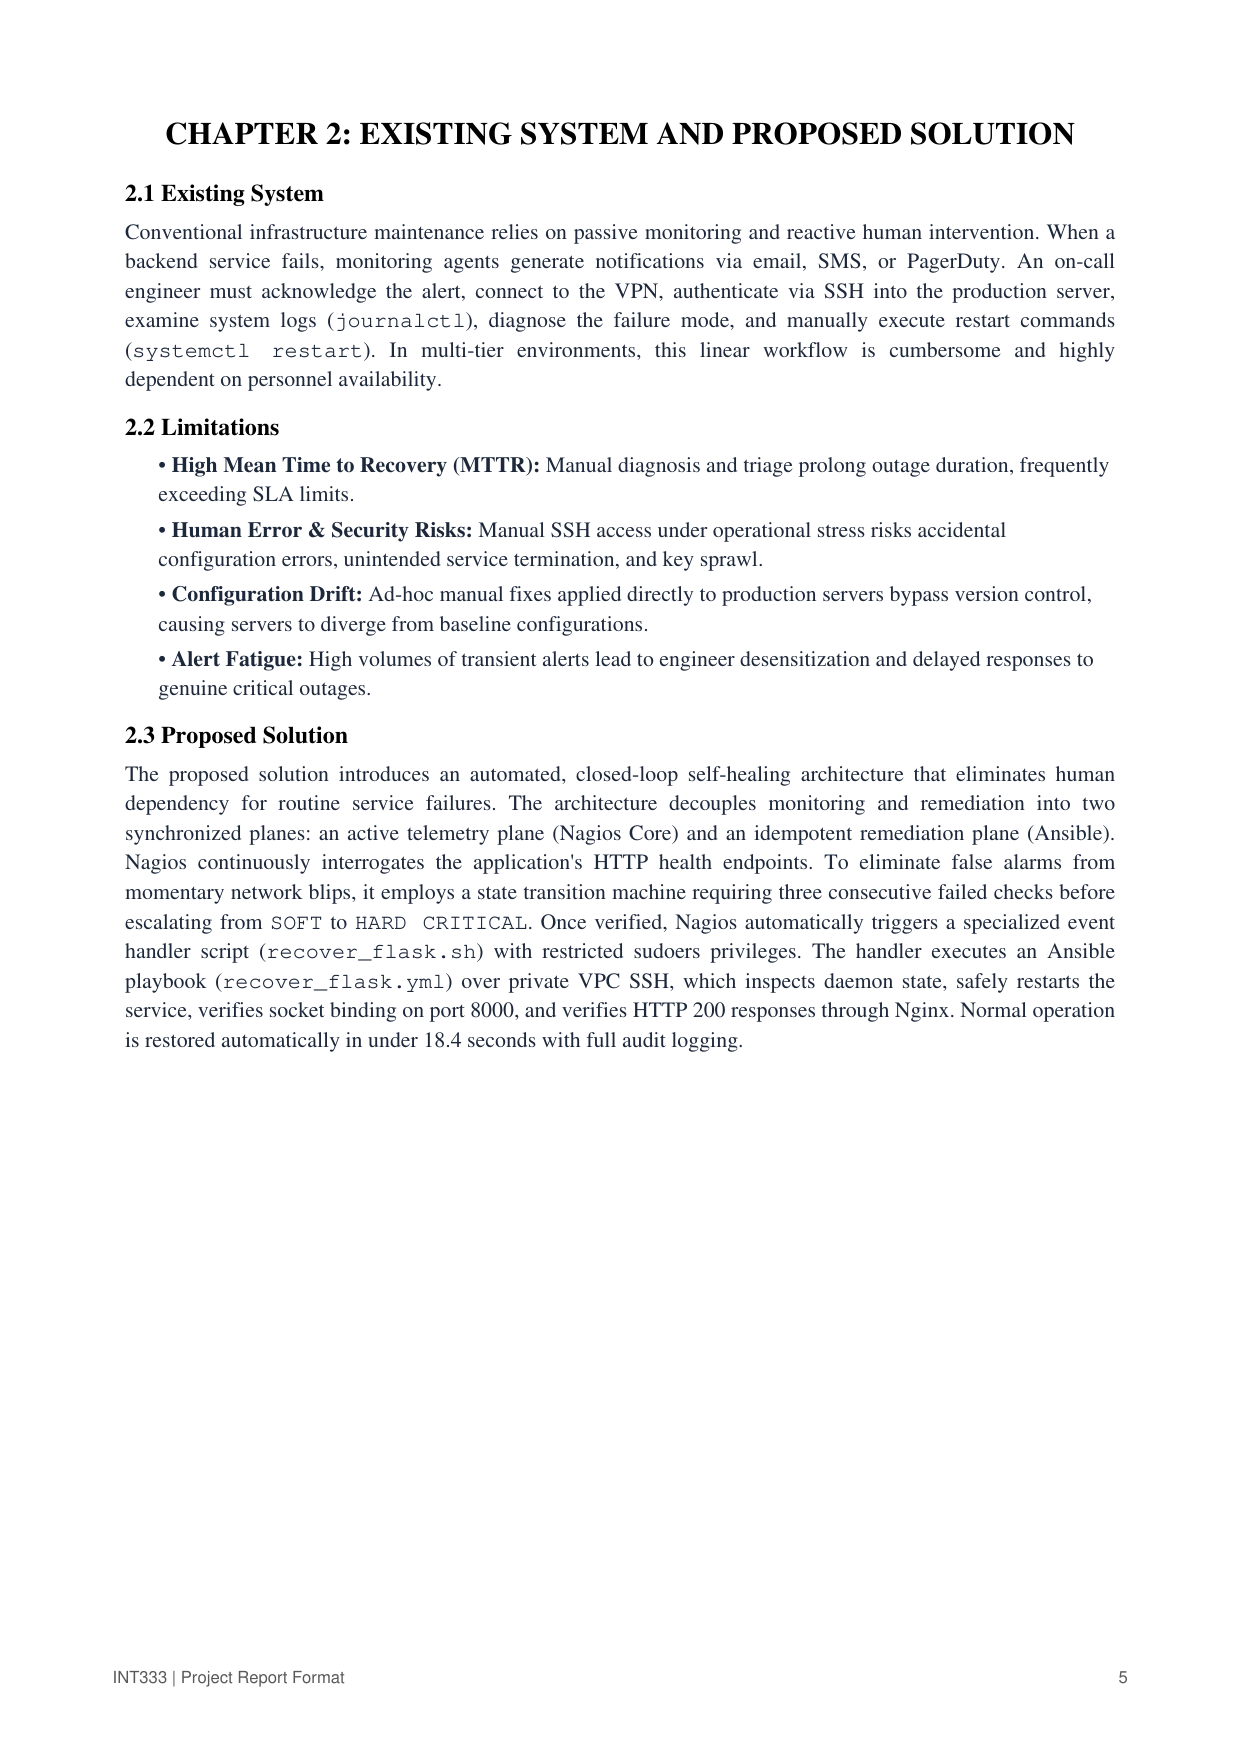 CHAPTER 2: EXISTING SYSTEM AND PROPOSED SOLUTION
2.1 Existing System
Conventional infrastructure maintenance relies on passive monitoring and reactive human intervention. When a
backend service fails, monitoring agents generate notifications via email, SMS, or PagerDuty. An on-call
engineer must acknowledge the alert, connect to the VPN, authenticate via SSH into the production server,
examine system logs (journalctl), diagnose the failure mode, and manually execute restart commands
(systemctl restart). In multi-tier environments, this linear workflow is cumbersome and highly
dependent on personnel availability.
2.2 Limitations
• High Mean Time to Recovery (MTTR): Manual diagnosis and triage prolong outage duration, frequently
exceeding SLA limits.
• Human Error & Security Risks: Manual SSH access under operational stress risks accidental
configuration errors, unintended service termination, and key sprawl.
• Configuration Drift: Ad-hoc manual fixes applied directly to production servers bypass version control,
causing servers to diverge from baseline configurations.
• Alert Fatigue: High volumes of transient alerts lead to engineer desensitization and delayed responses to
genuine critical outages.
2.3 Proposed Solution
The proposed solution introduces an automated, closed-loop self-healing architecture that eliminates human
dependency for routine service failures. The architecture decouples monitoring and remediation into two
synchronized planes: an active telemetry plane (Nagios Core) and an idempotent remediation plane (Ansible).
Nagios continuously interrogates the application's HTTP health endpoints. To eliminate false alarms from
momentary network blips, it employs a state transition machine requiring three consecutive failed checks before
escalating from SOFT to HARD CRITICAL. Once verified, Nagios automatically triggers a specialized event
handler script (recover_flask.sh) with restricted sudoers privileges. The handler executes an Ansible
playbook (recover_flask.yml) over private VPC SSH, which inspects daemon state, safely restarts the
service, verifies socket binding on port 8000, and verifies HTTP 200 responses through Nginx. Normal operation
is restored automatically in under 18.4 seconds with full audit logging.
INT333 | Project Report Format
5